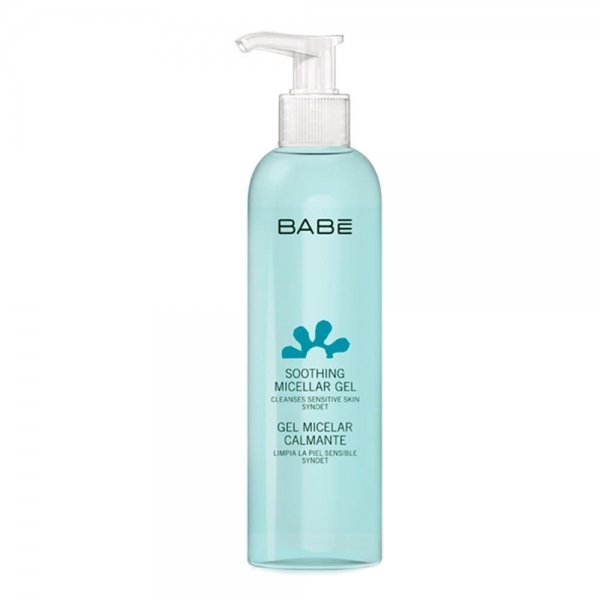 BABĒ
SOOTHING
MICELLAR GEL
CLEANSES SENSITIVE SKIN
SYNDET
GEL MICELAR
CALMANTE
LIMPIA LA PIEL SENSIBLE
SYNDET